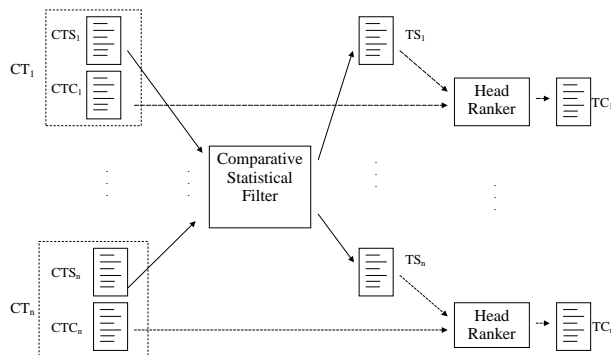 CTS1
TS1
CT1
CTC1
Head
Ranker
TC1
Comparative
Statistical
Filter
CTSn
TSn
CTn
CTCn
Head
Ranker
TCn